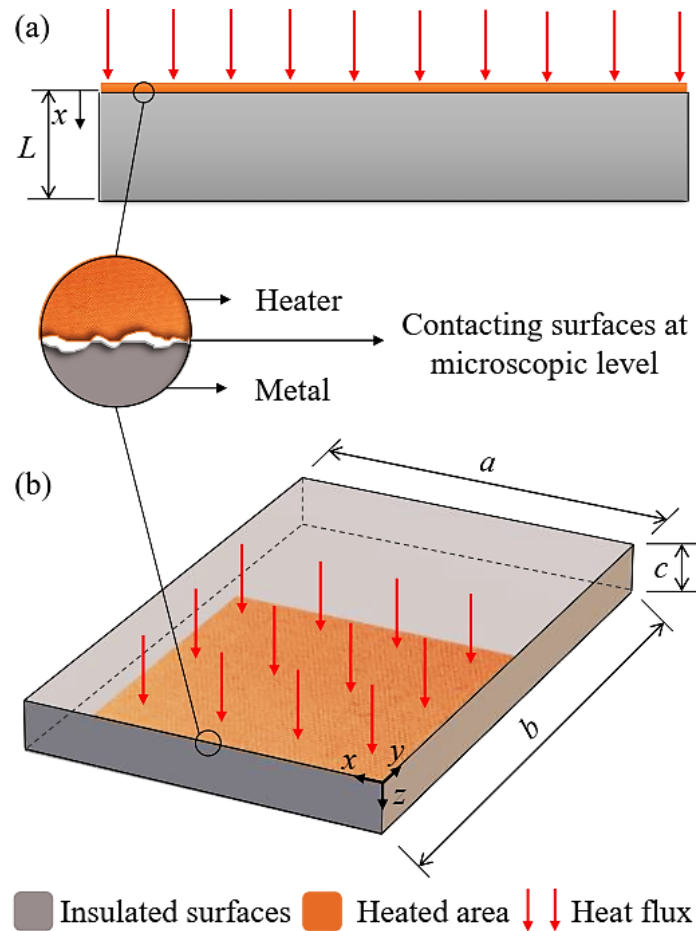 (a)
x
L
Heater
Contacting surfaces at
microscopic level
Metal
(b)
a
c
b
x
y
z
Insulated surfaces
Heated area
Heat flux